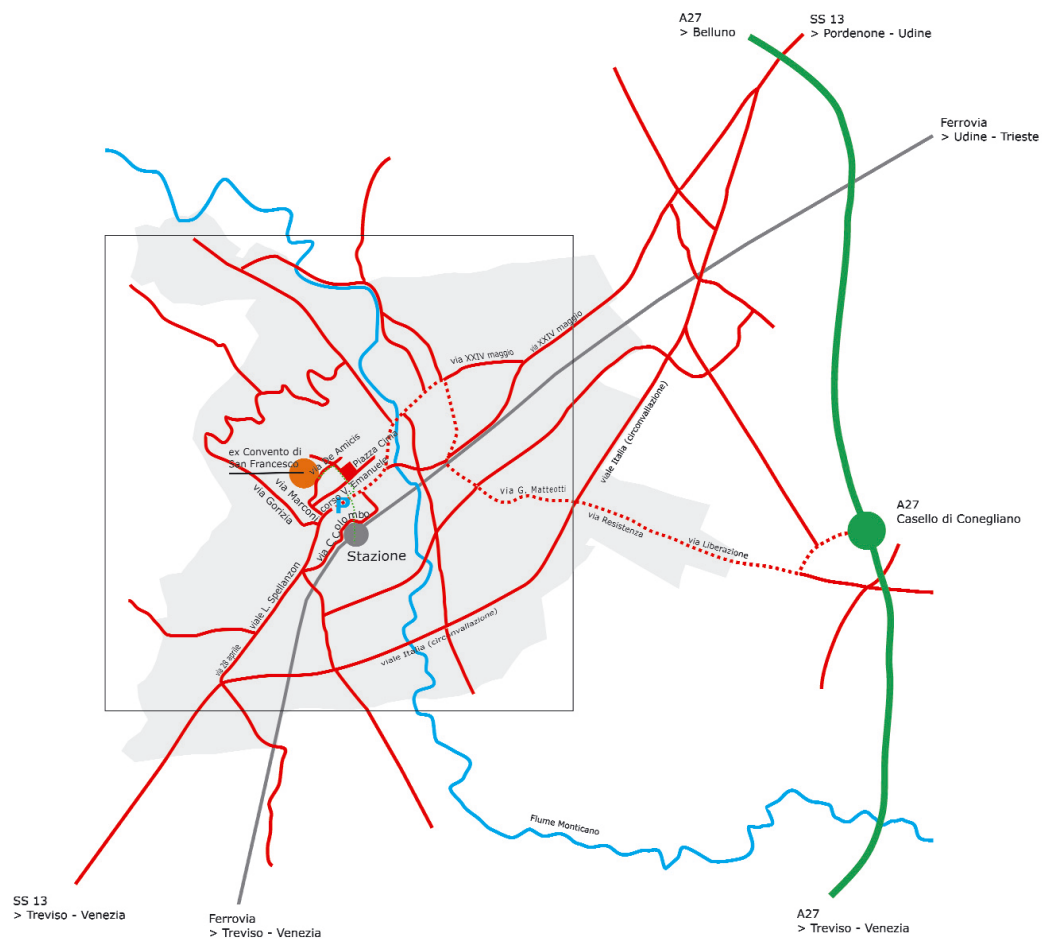 A27
> Belluno
SS 13
> Pordenone - Udine
Ferrovia
> Udine - Trieste
via XXIV maggio
via XXIV maggio
viale Italia (circonvallazione)
ex Convento di
San Francesco
via De Amicis
Piazza Cima
corso V. Emanuele
via Marconi
via Gorizia
P
via C.Colombo
Stazione
via G. Matteotti
via Resistenza
via Liberazione
A27
Casello di Conegliano
viale L. Spellanzon
via 28 aprile
viale Italia (circonvallazione)
Fiume Monticano
SS 13
> Treviso - Venezia
Ferrovia
> Treviso - Venezia
A27
> Treviso - Venezia